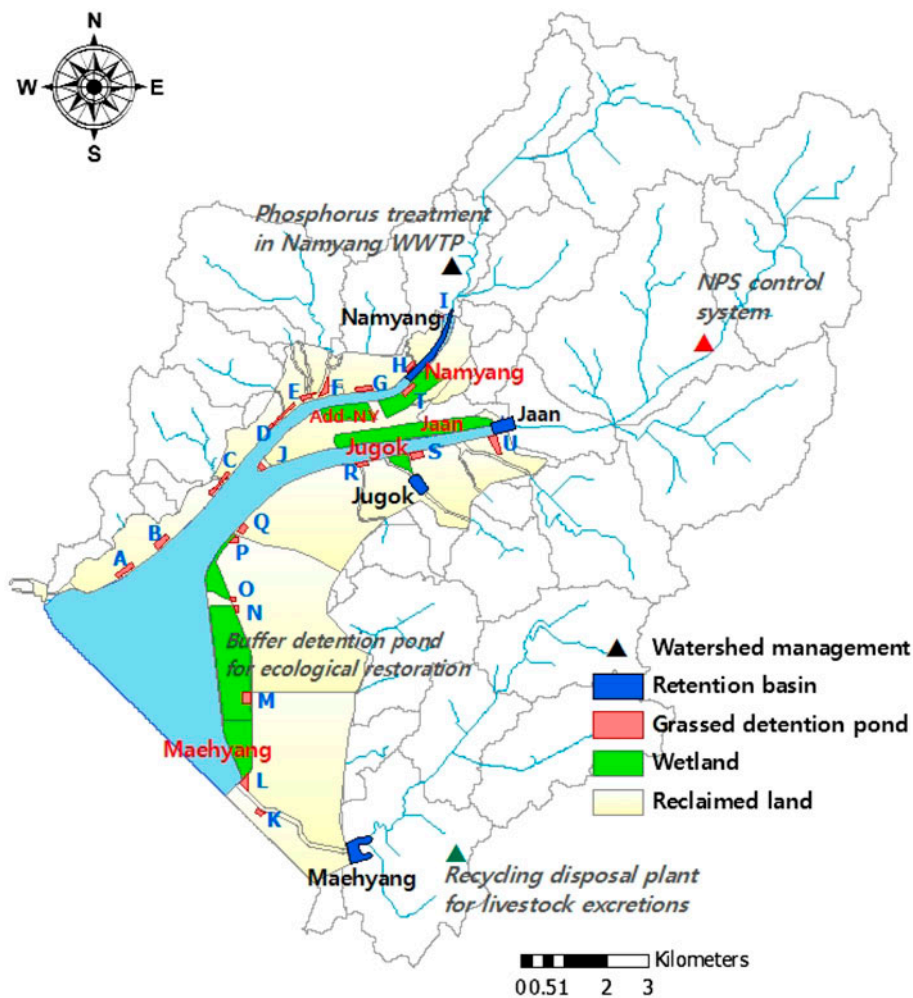 N
W
E
S
Phosphorus treatment
in Namyang WWTP
NPS control
system
I
Namyang
H
Namyang
F
G
E
T
Add-NY
D
Jaan
Jaan
Jugok
J
S
U
C
R
Jugok
Q
B
P
A
O
N
Buffer detention pond
for ecological restoration
M
Maehyang
L
K
Maehyang
Recycling disposal plant
for livestock excretions
Watershed management
Retention basin
Grassed detention pond
Wetland
Reclaimed land
Kilometers
0 0.5 1 2 3